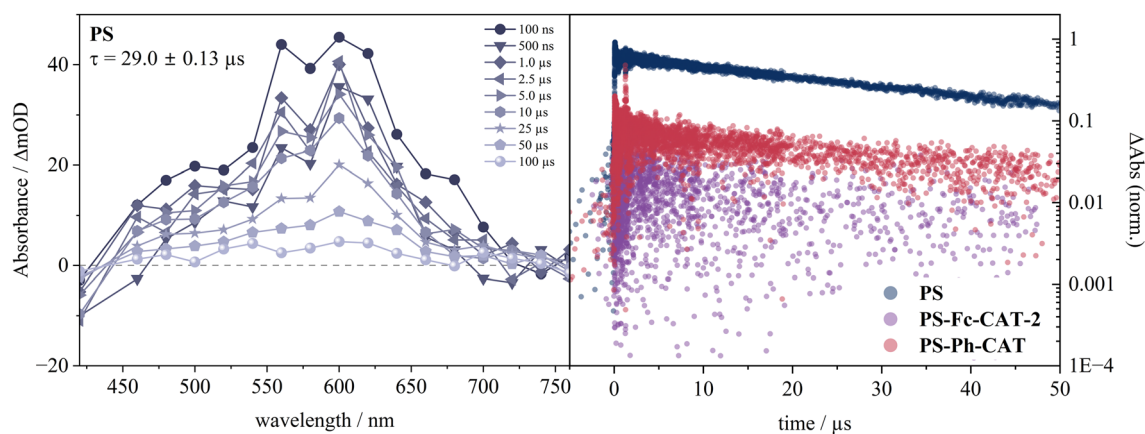 PS
τ = 29.0 ± 0.13 µs
100 ns
500 ns
1.0 µs
2.5 µs
5.0 µs
10 µs
25 µs
50 µs
100 µs
Absorbance / ΔmOD
40
20
0
−20
450
500
550
600
650
700
750
wavelength / nm
PS
PS-Fc-CAT-2
PS-Ph-CAT
0
10
20
30
40
50
time / µs
1
0.1
0.01
0.001
1E−4
ΔAbs (norm.)